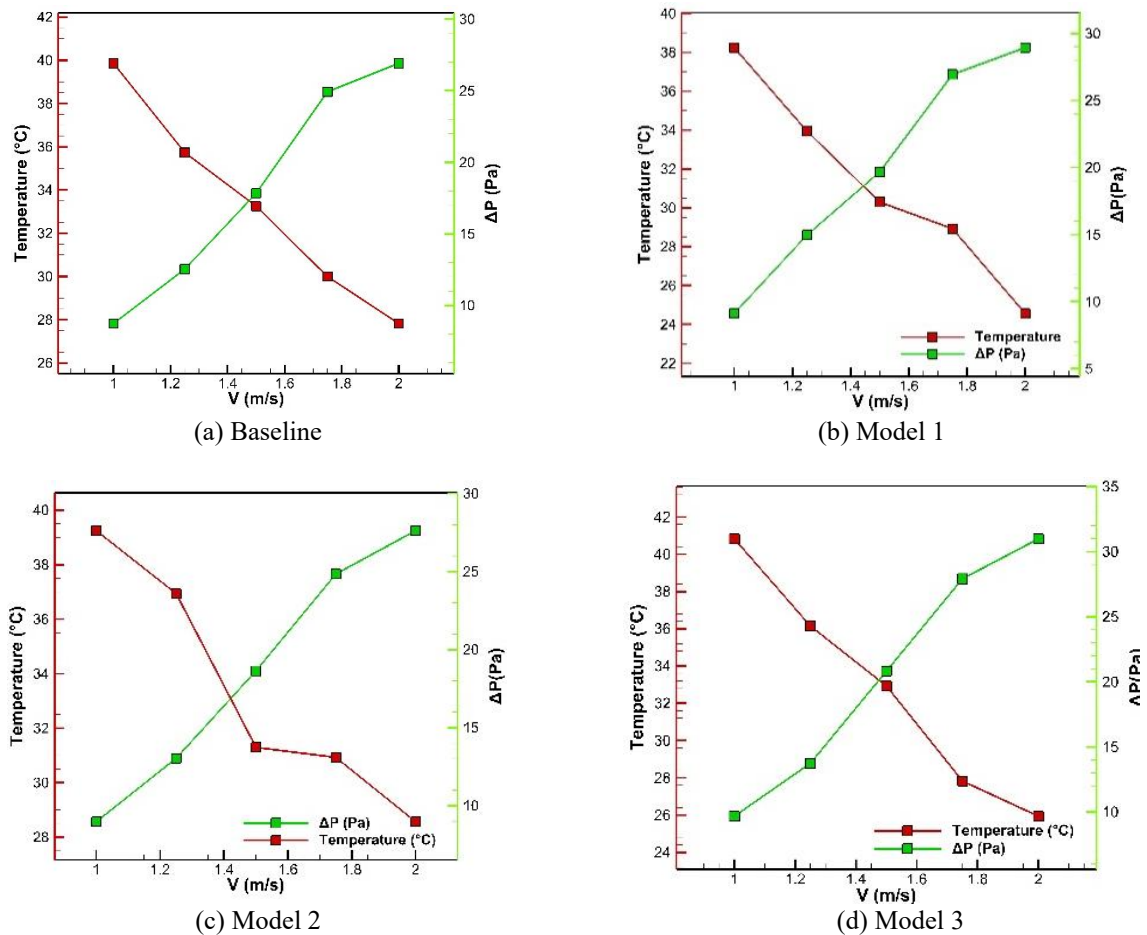 Temperature (°C)
42
40
38
36
34
32
30
28
26
30
25
20
15
10
ΔP (Pa)
1 1.2 1.4 1.6 1.8 2
V (m/s)
(a) Baseline
Temperature (°C)
40
38
36
34
32
30
28
26
24
22
30
25
20
15
10
5
ΔP(Pa)
Temperature
ΔP (Pa)
1 1.2 1.4 1.6 1.8 2
V (m/s)
(b) Model 1
Temperature (°C)
40
38
36
34
32
30
28
30
25
20
15
10
ΔP(Pa)
ΔP (Pa)
Temperature (°C)
1 1.2 1.4 1.6 1.8 2
V (m/s)
(c) Model 2
Temperature (°C)
42
40
38
36
34
32
30
28
26
24
35
30
25
20
15
10
ΔP(Pa)
Temperature (°C)
ΔP (Pa)
1 1.2 1.4 1.6 1.8 2
V (m/s)
(d) Model 3